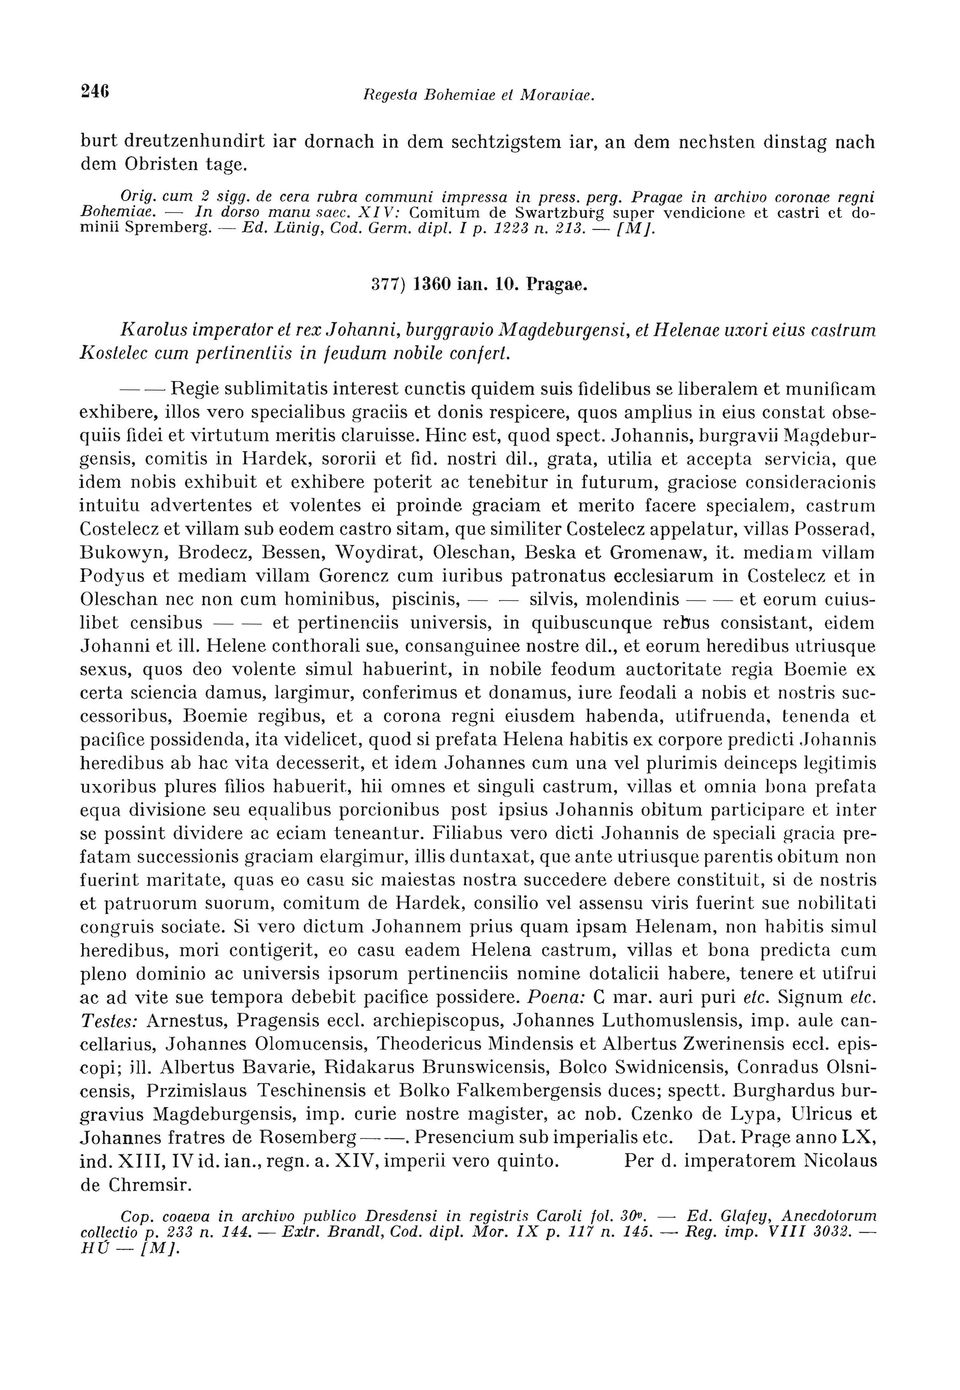 246
Regesta Bohemiae et Moraviae.
burt dreutzenhundirt iar dornach in dem sechtzigstem iar, an dem nechsten dinstag nach
dem Obristen tage.
Orig. cum 2 sigg. de cera rubra communi impressa in press. perg. Pragae in archivo coronae regni
Bohemiae. — In dorso manu saec. XIV: Comitum de Swartzburg super vendicione et castri et do-
minii Spremberg. — Ed. Lünig, Cod. Germ. dipl. I p. 1223 n. 213. — [M].
377) 1360 ian. 10. Pragae.
Karolus imperator et rex Johanni, burggravio Magdeburgensi, et Helenae uxori eius castrum
Kostelec cum pertinentiis in feudum nobile confert.
— — Regie sublimitatis interest cunctis quidem suis fidelibus se liberalem et munificam
exhibere, illos vero specialibus graciis et donis respicere, quos amplius in eius constat obse-
quiis fidei et virtutum meritis claruisse. Hinc est, quod spect. Johannis, burgravii Magdebur-
gensis, comitis in Hardek, sororii et fid. nostri dil., grata, utilia et accepta servicia, que
idem nobis exhibuit et exhibere poterit ac tenebitur in futurum, graciose consideracionis
intuitu advertentes et volentes ei proinde graciam et merito facere specialem, castrum
Costelecz et villam sub eodem castro sitam, que similiter Costelecz appelatur, villas Posserad,
Bukowyn, Brodecz, Bessen, Woydirat, Oleschan, Beska et Gromenaw, it. mediam villam
Podyus et mediam villam Gorencz cum iuribus patronatus ecclesiarum in Costelecz et in
Oleschan nec non cum hominibus, piscinis, — — silvis, molendinis — — et eorum cuius-
libet censibus — — et pertinenciis universis, in quibuscunque rebus consistant, eidem
Johanni et ill. Helene conthorali sue, consanguinee nostre dil., et eorum heredibus utriusque
sexus, quos deo volente simul habuerint, in nobile feodum auctoritate regia Boemie ex
certa sciencia damus, largimur, conferimus et donamus, iure feodali a nobis et nostris suc-
cessoribus, Boemie regibus, et a corona regni eiusdem habenda, utifruenda, tenenda et
pacifice possidenda, ita videlicet, quod si prefata Helena habitis ex corpore predicti Johannis
heredibus ab hac vita decesserit, et idem Johannes cum una vel plurimis deinceps legitimis
uxoribus plures filios habuerit, hii omnes et singuli castrum, villas et omnia bona prefata
equa divisione seu equalibus porcionibus post ipsius Johannis obitum participare et inter
se possint dividere ac eciam teneantur. Filiabus vero dicti Johannis de speciali gracia pre-
fatam successionis graciam elargimur, illis duntaxat, que ante utriusque parentis obitum non
fuerint maritate, quas eo casu sic maiestas nostra succedere debere constituit, si de nostris
et patruorum suorum, comitum de Hardek, consilio vel assensu viris fuerint sue nobilitati
congruis sociate. Si vero dictum Johannem prius quam ipsam Helenam, non habitis simul
heredibus, mori contigerit, eo casu eadem Helena castrum, villas et bona predicta cum
pleno dominio ac universis ipsorum pertinenciis nomine dotalicii habere, tenere et utifrui
ac ad vite sue tempora debebit pacifice possidere. Poena: C mar. auri puri etc. Signum etc.
Testes: Arnestus, Pragensis eccl. archiepiscopus, Johannes Luthomuslensis, imp. aule can-
cellarius, Johannes Olomucensis, Theodericus Mindensis et Albertus Zwerinensis eccl. epis-
copi; ill. Albertus Bavarie, Ridakarus Brunswicensis, Bolco Swidnicensis, Conradus Olsni-
censis, Przimislaus Teschinensis et Bolko Falkembergensis duces; spectt. Burghardus bur-
gravius Magdeburgensis, imp. curie nostre magister, ac nob. Czenko de Lypa, Ulricus et
Johannes fratres de Rosemberg — —. Presencium sub imperialis etc. Dat. Prage anno LX,
ind. XIII, IV id. ian., regn. a. XIV, imperii vero quinto. Per d. imperatorem Nicolaus
de Chremsir.
Cop. coaeva in archivo publico Dresdensi in registris Caroli fol. 30v. — Ed. Glafey, Anecdotorum
collectio p. 233 n. 144. — Extr. Brandl, Cod. dipl. Mor. IX p. 117 n. 145. — Reg. imp. VIII 3032. —
HÚ — [M].